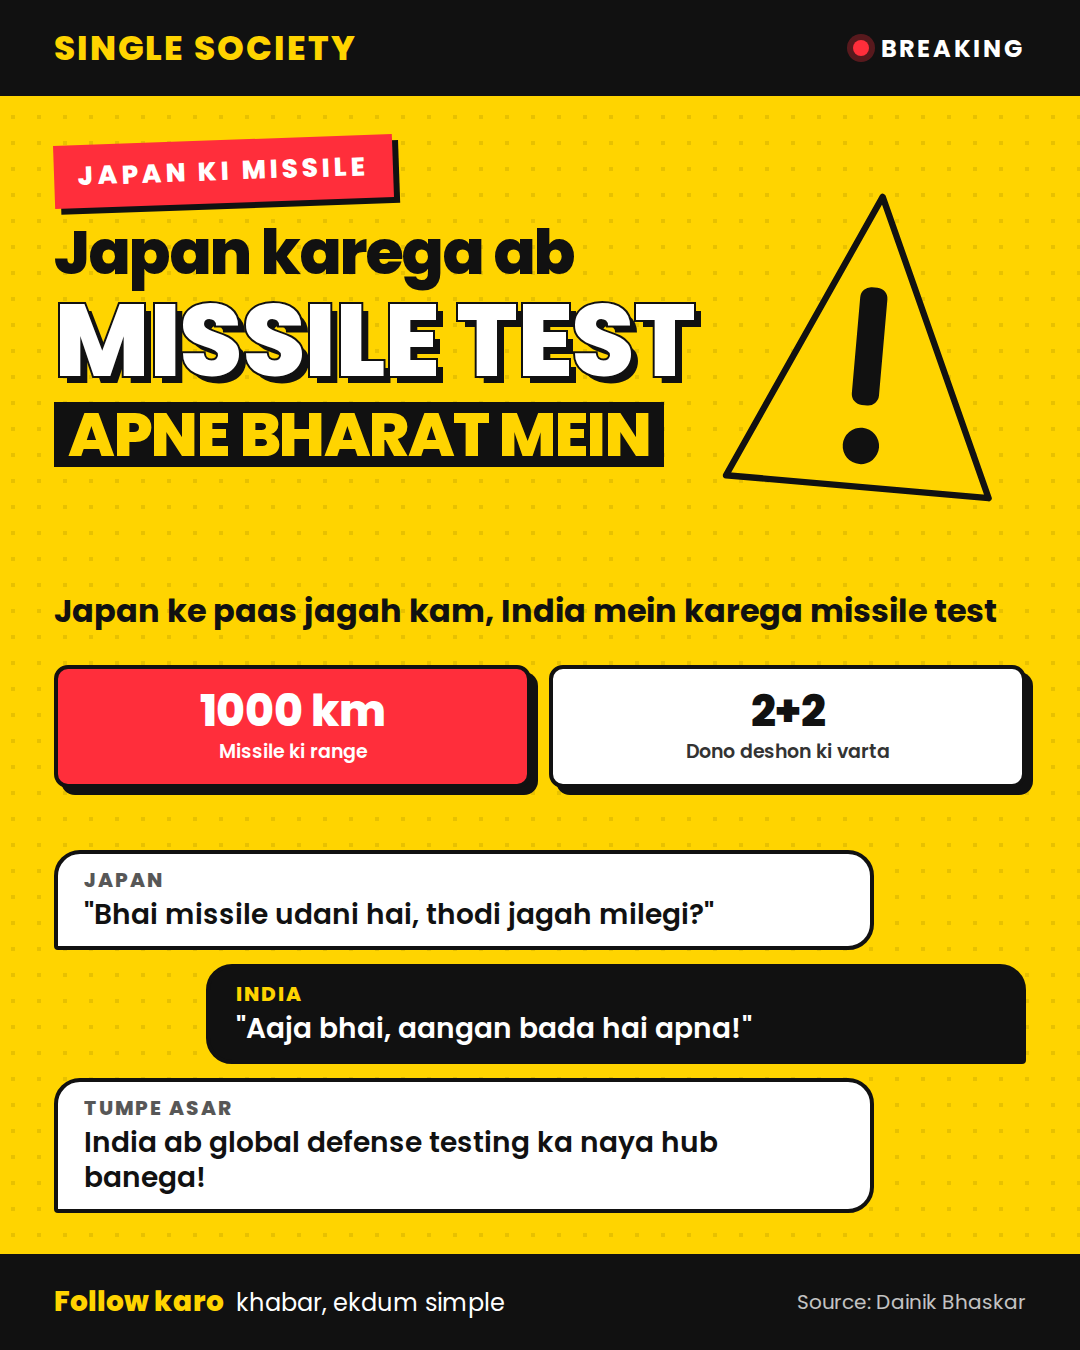 SINGLE SOCIETY
BREAKING
JAPAN KI MISSILE
Japan karega ab
MISSILE TEST
APNE BHARAT MEIN
Japan ke paas jagah kam, India mein karega missile test
1000 km
Missile ki range
2+2
Dono deshon ki varta
JAPAN
"Bhai missile udani hai, thodi jagah milegi?"
INDIA
"Aaja bhai, aangan bada hai apna!"
TUMPE ASAR
India ab global defense testing ka naya hub
banega!
Follow karo khabar, ekdum simple
Source: Dainik Bhaskar